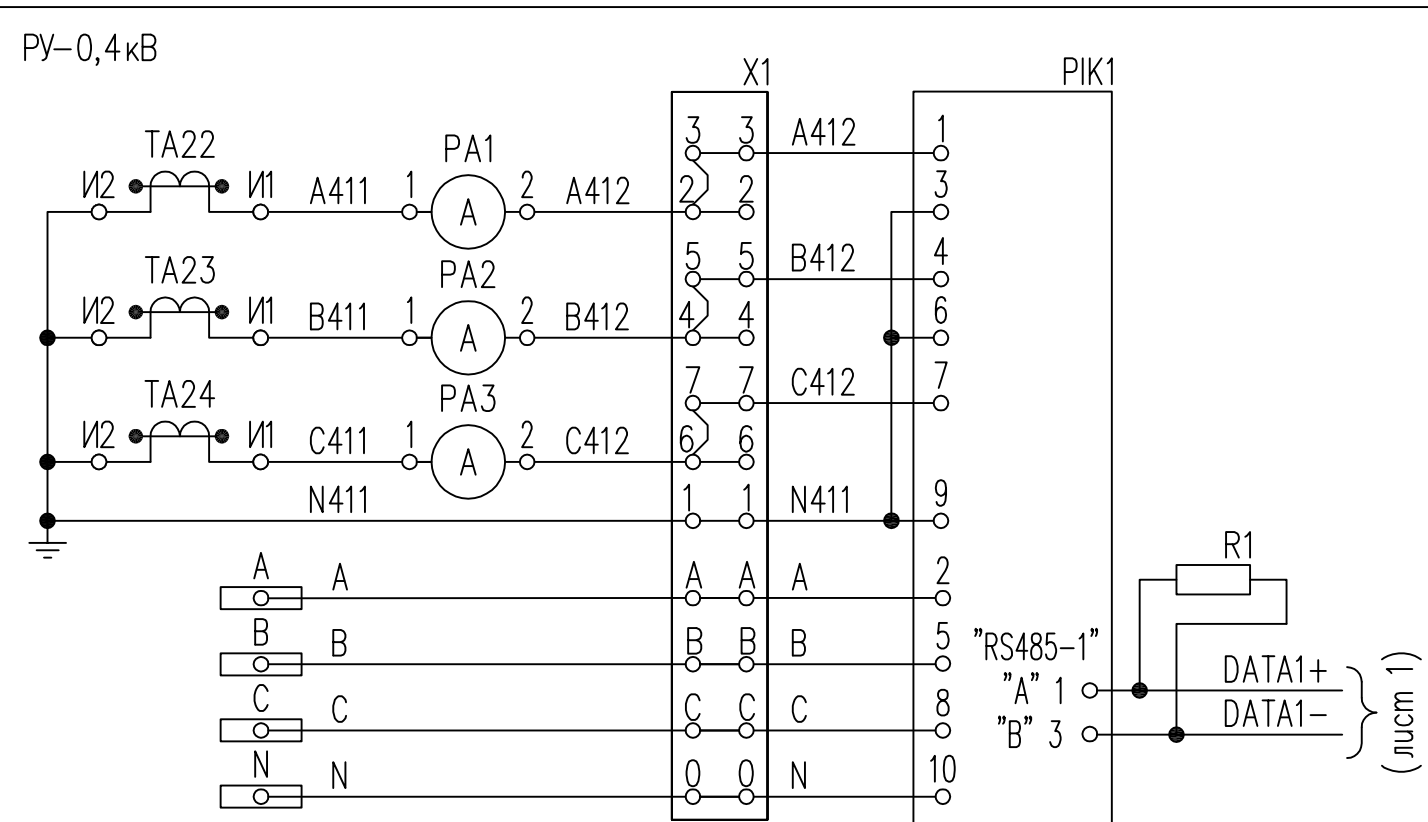 РУ-0,4кВ
X1
PIK1
TA22
PA1
3 3 A412 1
И2 И1 A411 1 A 2 A412 2 2 3
TA23
PA2
5 5 B412 4
И2 И1 B411 1 A 2 B412 4 4 6
TA24
PA3
7 7 C412 7
И2 И1 C411 1 A 2 C412 6 6
N411 1 1 N411 9
R1
A A A A A 2
B B B B B 5
"RS485-1"
"A" 1 DATA1+
C C C C C 8
"B" 3 DATA1-
(лист 1)
N N 0 0 N 10